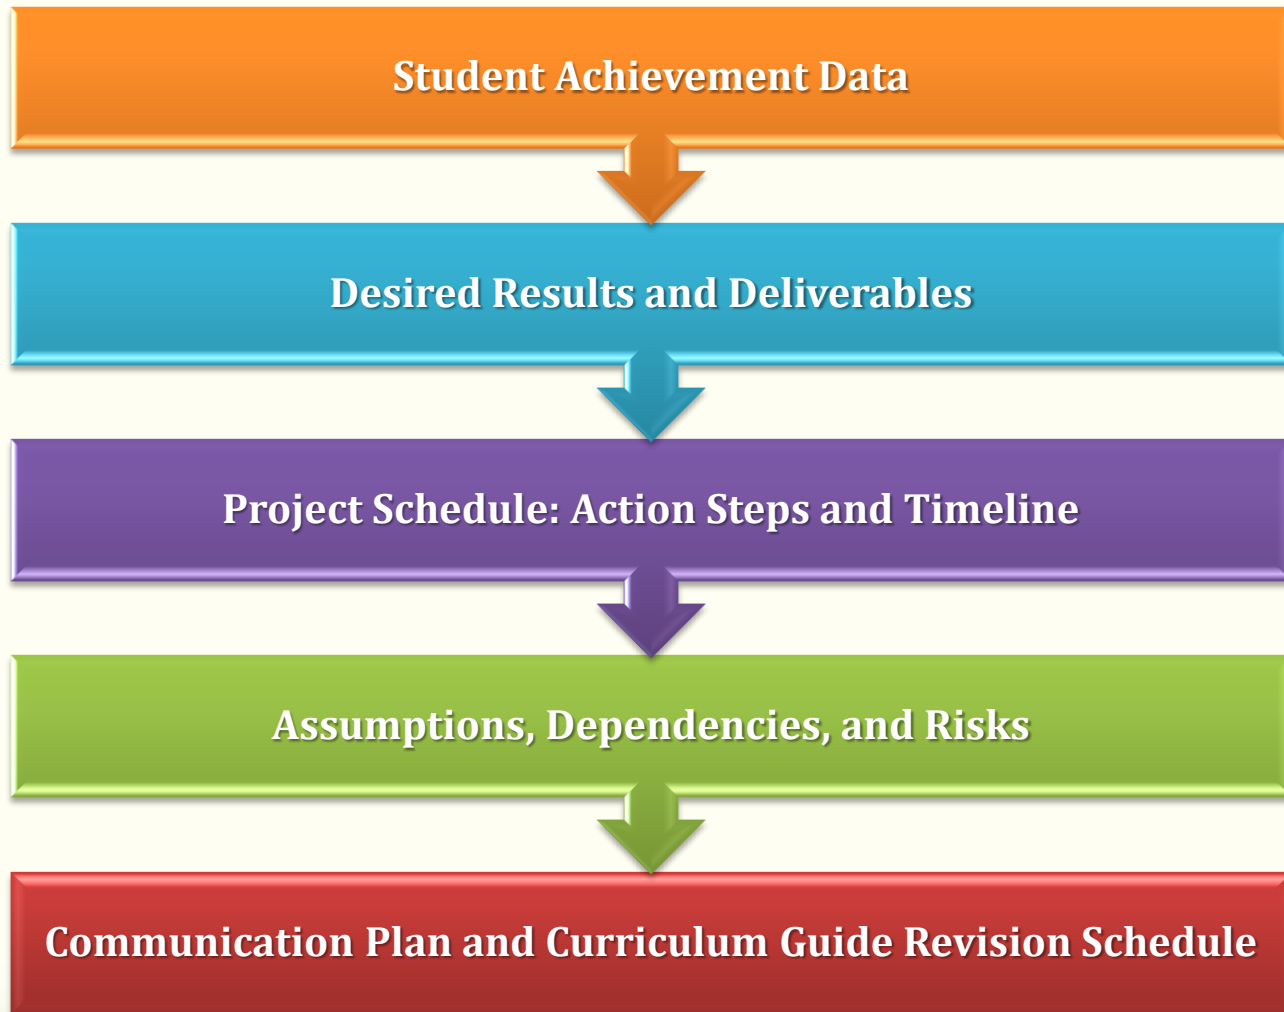 Student Achievement Data
Desired Results and Deliverables
Project Schedule: Action Steps and Timeline
Assumptions, Dependencies, and Risks
Communication Plan and Curriculum Guide Revision Schedule